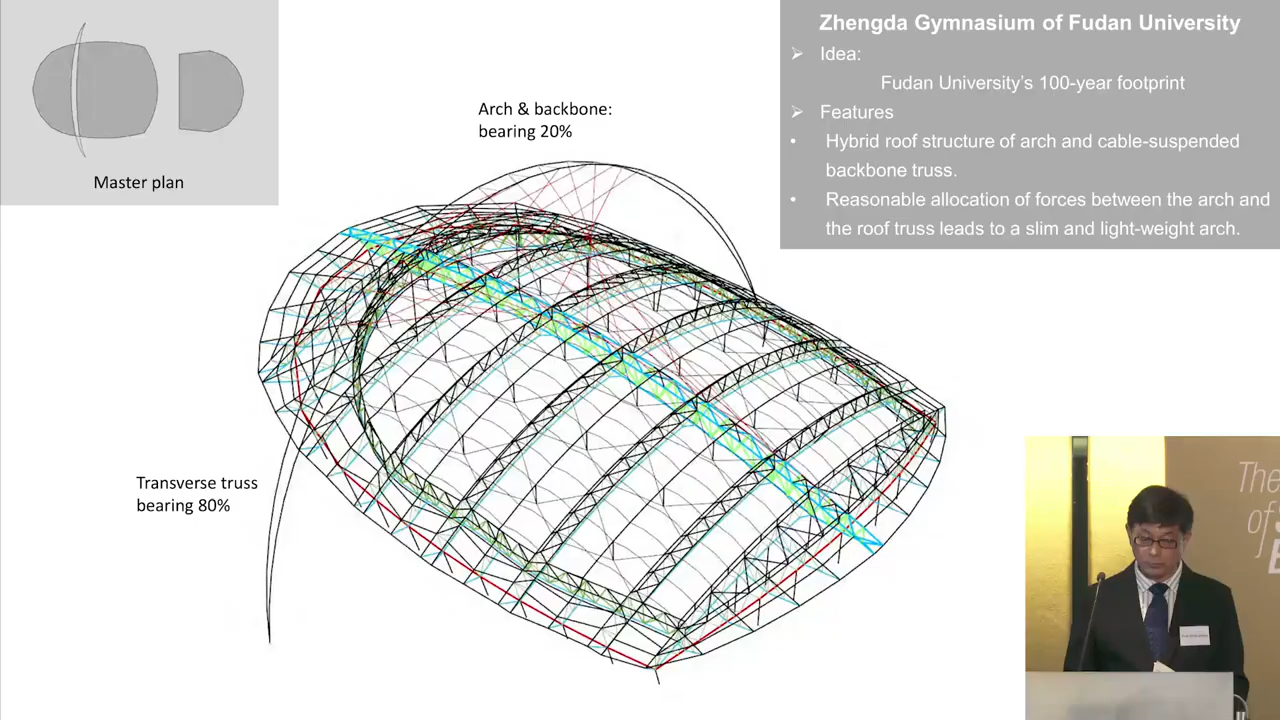 Zhengda Gymnasium of Fudan University
➢ Idea:
Fudan University's 100-year footprint
➢ Features
• Hybrid roof structure of arch and cable-suspended
backbone truss.
• Reasonable allocation of forces between the arch and
the roof truss leads to a slim and light-weight arch.
Master plan
Arch & backbone:
bearing 20%
Transverse truss
bearing 80%
The
of